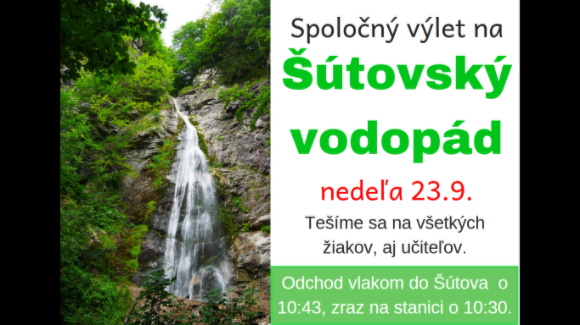 Spoločný výlet na
Šútovský
vodopád
nedeľa 23.9.
Tešíme sa na všetkých
žiakov, aj učiteľov.
Odchod vlakom do Šútova o
10:43, zraz na stanici o 10:30.